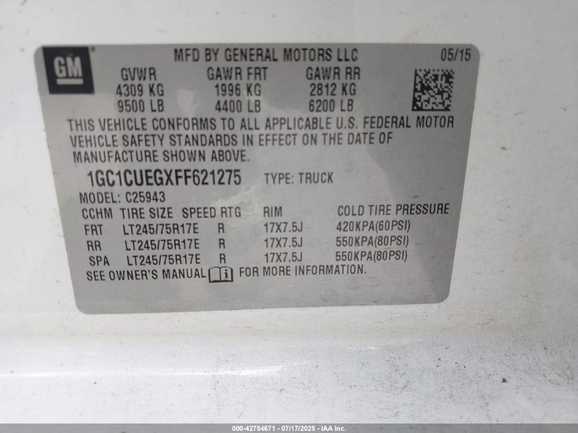 GM
MFD BY GENERAL MOTORS LLC 05/15
GVWR GAWR FRT GAWR RR
4309 KG 1996 KG 2812 KG
9500 LB 4400 LB 6200 LB
THIS VEHICLE CONFORMS TO ALL APPLICABLE U.S. FEDERAL MOTOR
VEHICLE SAFETY STANDARDS IN EFFECT ON THE DATE OF
MANUFACTURE SHOWN ABOVE.
1GC1CUEGXFF621275 TYPE: TRUCK
MODEL: C25943
CCHM TIRE SIZE SPEED RTG RIM COLD TIRE PRESSURE
FRT LT245/75R17E R 17X7.5J 420KPA(60PSI)
RR LT245/75R17E R 17X7.5J 550KPA(80PSI)
SPA LT245/75R17E R 17X7.5J 550KPA(80PSI)
SEE OWNER'S MANUAL FOR MORE INFORMATION.
000-42754671 - 07/17/2025 - IAA Inc.